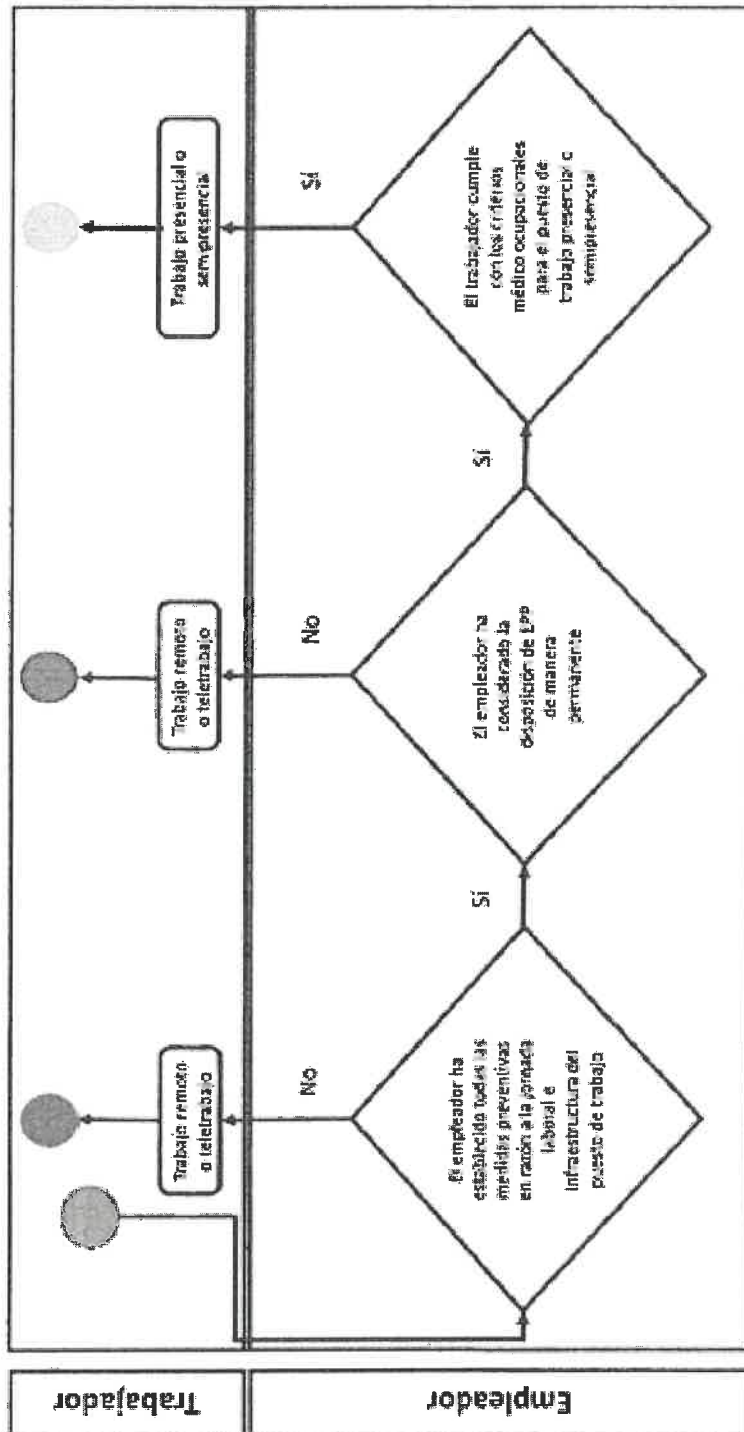 Trabajador
Trabajo remoto
o teletrabajo
Trabajo remoto
o teletrabajo
Trabajo presencial o
semi-presencial
Empleador
El empleador ha
establecido todas las
medidas preventivas
en razón a la jornada
laboral e
infraestructura del
puesto de trabajo
No
Sí
El empleador ha
considerado la
disposición de EPP
de manera
permanente
No
Sí
El trabajador cumple
con los criterios
médico ocupacionales
para el puesto de
trabajo presencial o
semipresencial
Sí